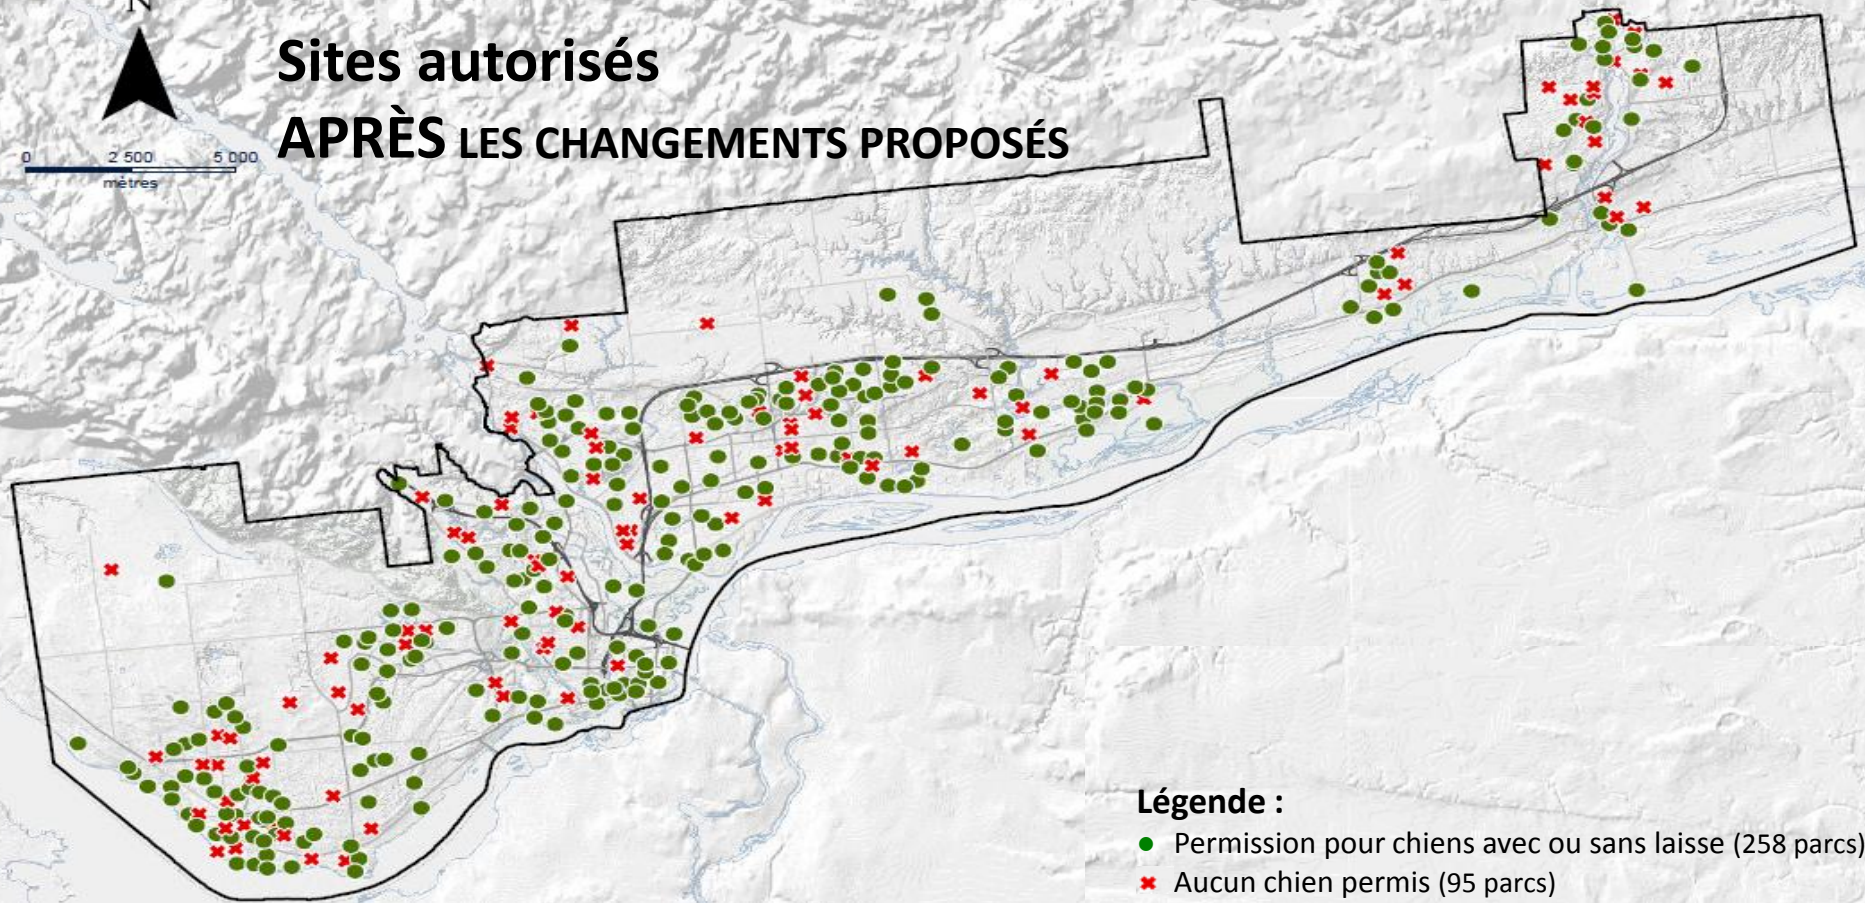 N
Sites autorisés
APRÈS LES CHANGEMENTS PROPOSÉS
0 2 500 5 000
mètres
Légende :
Permission pour chiens avec ou sans laisse (258 parcs)
Aucun chien permis (95 parcs)